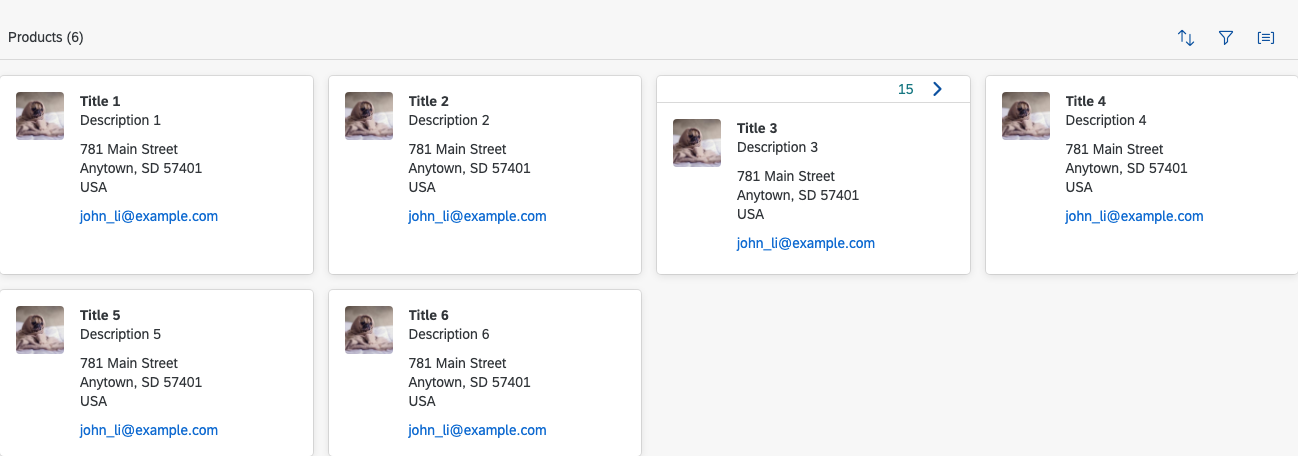 Products (6)
Title 1
Description 1
781 Main Street
Anytown, SD 57401
USA
john_li@example.com
Title 2
Description 2
781 Main Street
Anytown, SD 57401
USA
john_li@example.com
15
Title 3
Description 3
781 Main Street
Anytown, SD 57401
USA
john_li@example.com
Title 4
Description 4
781 Main Street
Anytown, SD 57401
USA
john_li@example.com
Title 5
Description 5
781 Main Street
Anytown, SD 57401
USA
john_li@example.com
Title 6
Description 6
781 Main Street
Anytown, SD 57401
USA
john_li@example.com